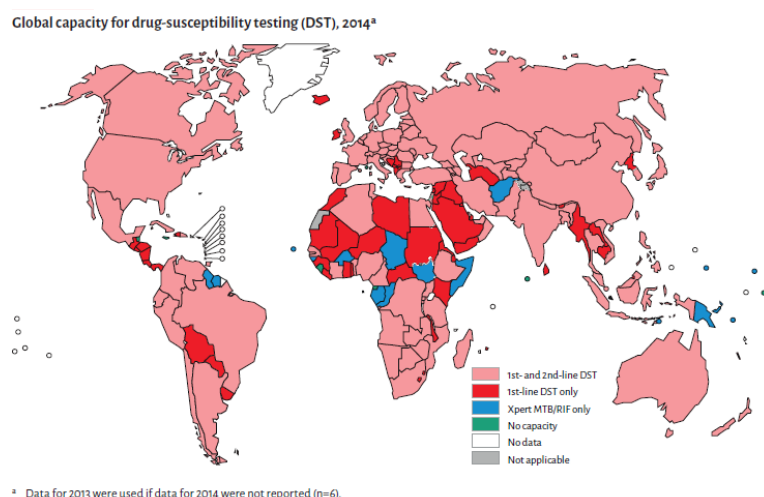 Global capacity for drug-susceptibility testing (DST), 2014ᵃ
1st- and 2nd-line DST
1st-line DST only
Xpert MTB/RIF only
No capacity
No data
Not applicable
ᵃ Data for 2013 were used if data for 2014 were not reported (n=6).